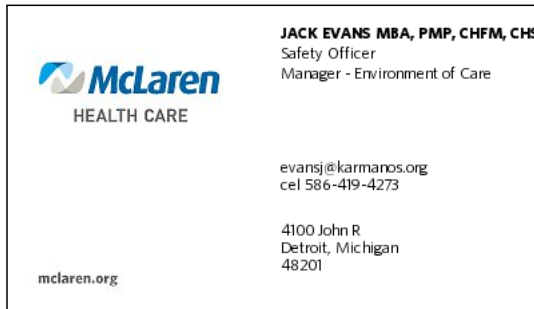 McLaren
HEALTH CARE
mclaren.org
JACK EVANS MBA, PMP, CHFM, CHS
Safety Officer
Manager - Environment of Care
evansj@karmanos.org
cel 586-419-4273
4100 John R
Detroit, Michigan
48201